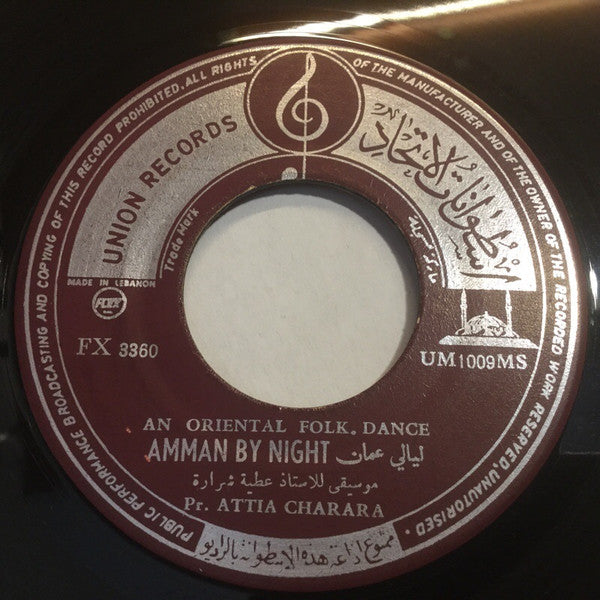 PUBLIC PERFORMANCE BROADCASTING AND COPYING OF THIS RECORD PROHIBITED. ALL RIGHTS OF THE MANUFACTURER AND OF THE OWNER OF THE RECORDED WORK RESERVED, UNAUTHORISED.
UNION RECORDS
اسطوانات الاتحاد
Trade Mark
ماركة مسجلة
MADE IN LEBANON
FLEX
FX 3360
UM1009MS
AN ORIENTAL FOLK. DANCE
AMMAN BY NIGHT ليالي عمان
موسيقى للاستاذ عطية شرارة
Pr. ATTIA CHARARA
ممنوع اذاعة هذه الاسطوانة بالراديو